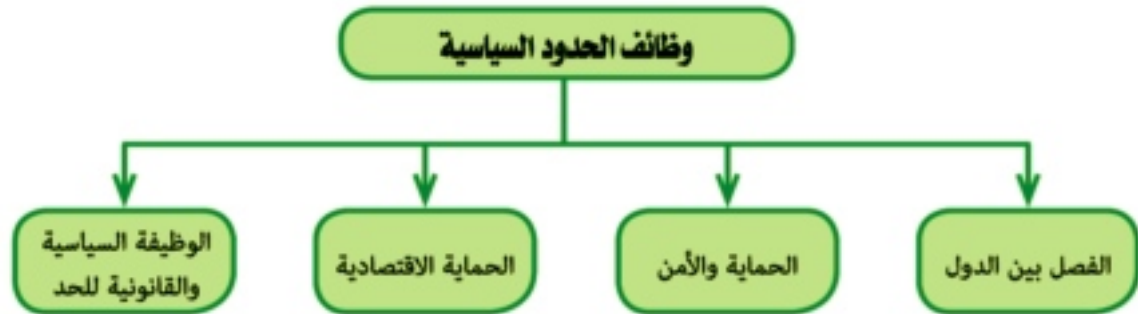 وظائف الحدود السياسية
الفصل بين الدول
الحماية والأمن
الحماية الاقتصادية
الوظيفة السياسية
والقانونية للحد